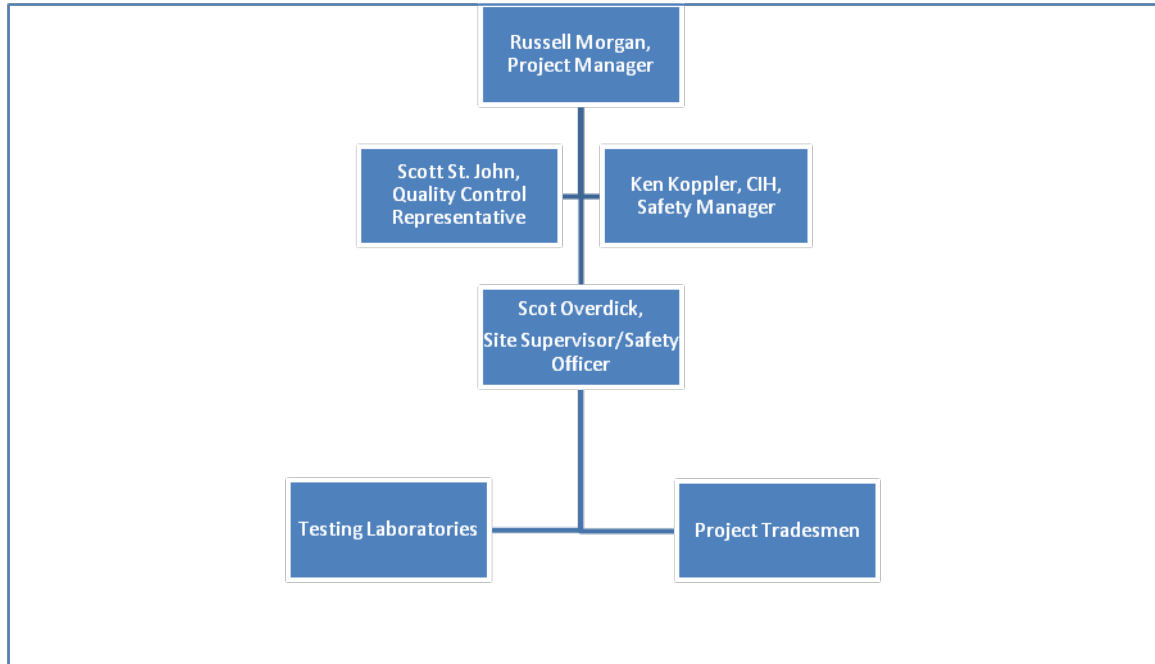 Russell Morgan,
Project Manager
Scott St. John,
Quality Control
Representative
Ken Koppler, CIH,
Safety Manager
Scot Overdick,
Site Supervisor/Safety
Officer
Testing Laboratories
Project Tradesmen